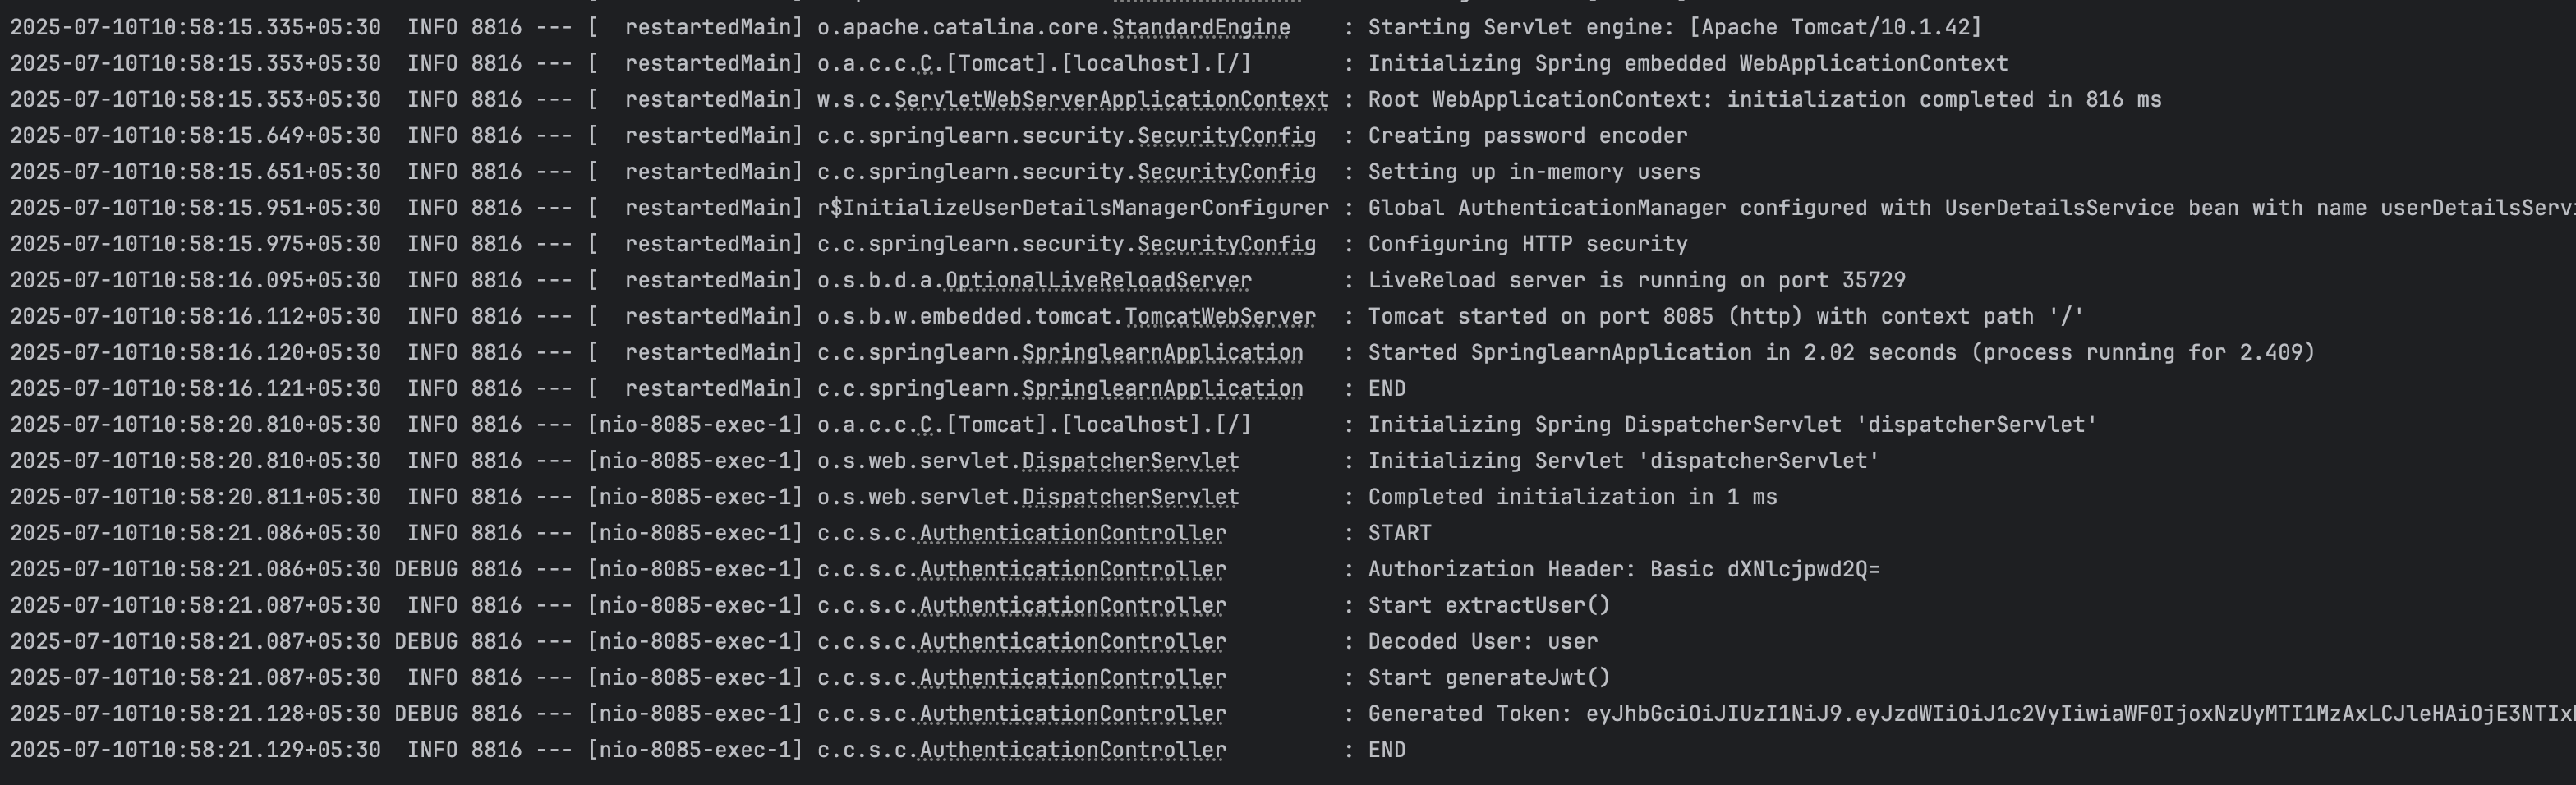 2025-07-10T10:58:15.335+05:30  INFO 8816 --- [  restartedMain] o.apache.catalina.core.StandardEngine    : Starting Servlet engine: [Apache Tomcat/10.1.42]
2025-07-10T10:58:15.353+05:30  INFO 8816 --- [  restartedMain] o.a.c.c.C.[Tomcat].[localhost].[/]       : Initializing Spring embedded WebApplicationContext
2025-07-10T10:58:15.353+05:30  INFO 8816 --- [  restartedMain] w.s.c.ServletWebServerApplicationContext : Root WebApplicationContext: initialization completed in 816 ms
2025-07-10T10:58:15.649+05:30  INFO 8816 --- [  restartedMain] c.c.springlearn.security.SecurityConfig  : Creating password encoder
2025-07-10T10:58:15.651+05:30  INFO 8816 --- [  restartedMain] c.c.springlearn.security.SecurityConfig  : Setting up in-memory users
2025-07-10T10:58:15.951+05:30  INFO 8816 --- [  restartedMain] r$InitializeUserDetailsManagerConfigurer : Global AuthenticationManager configured with UserDetailsService bean with name userDetailsServ
2025-07-10T10:58:15.975+05:30  INFO 8816 --- [  restartedMain] c.c.springlearn.security.SecurityConfig  : Configuring HTTP security
2025-07-10T10:58:16.095+05:30  INFO 8816 --- [  restartedMain] o.s.b.d.a.OptionalLiveReloadServer       : LiveReload server is running on port 35729
2025-07-10T10:58:16.112+05:30  INFO 8816 --- [  restartedMain] o.s.b.w.embedded.tomcat.TomcatWebServer  : Tomcat started on port 8085 (http) with context path '/'
2025-07-10T10:58:16.120+05:30  INFO 8816 --- [  restartedMain] c.c.springlearn.SpringlearnApplication   : Started SpringlearnApplication in 2.02 seconds (process running for 2.409)
2025-07-10T10:58:16.121+05:30  INFO 8816 --- [  restartedMain] c.c.springlearn.SpringlearnApplication   : END
2025-07-10T10:58:20.810+05:30  INFO 8816 --- [nio-8085-exec-1] o.a.c.c.C.[Tomcat].[localhost].[/]       : Initializing Spring DispatcherServlet 'dispatcherServlet'
2025-07-10T10:58:20.810+05:30  INFO 8816 --- [nio-8085-exec-1] o.s.web.servlet.DispatcherServlet        : Initializing Servlet 'dispatcherServlet'
2025-07-10T10:58:20.811+05:30  INFO 8816 --- [nio-8085-exec-1] o.s.web.servlet.DispatcherServlet        : Completed initialization in 1 ms
2025-07-10T10:58:21.086+05:30  INFO 8816 --- [nio-8085-exec-1] c.c.s.c.AuthenticationController         : START
2025-07-10T10:58:21.086+05:30 DEBUG 8816 --- [nio-8085-exec-1] c.c.s.c.AuthenticationController         : Authorization Header: Basic dXNlcjpwd2Q=
2025-07-10T10:58:21.087+05:30  INFO 8816 --- [nio-8085-exec-1] c.c.s.c.AuthenticationController         : Start extractUser()
2025-07-10T10:58:21.087+05:30 DEBUG 8816 --- [nio-8085-exec-1] c.c.s.c.AuthenticationController         : Decoded User: user
2025-07-10T10:58:21.087+05:30  INFO 8816 --- [nio-8085-exec-1] c.c.s.c.AuthenticationController         : Start generateJwt()
2025-07-10T10:58:21.128+05:30 DEBUG 8816 --- [nio-8085-exec-1] c.c.s.c.AuthenticationController         : Generated Token: eyJhbGciOiJIUzI1NiJ9.eyJzdWIiOiJ1c2VyIiwiaWF0IjoxNzUyMTI1MzAxLCJleHAiOjE3NTIx
2025-07-10T10:58:21.129+05:30  INFO 8816 --- [nio-8085-exec-1] c.c.s.c.AuthenticationController         : END